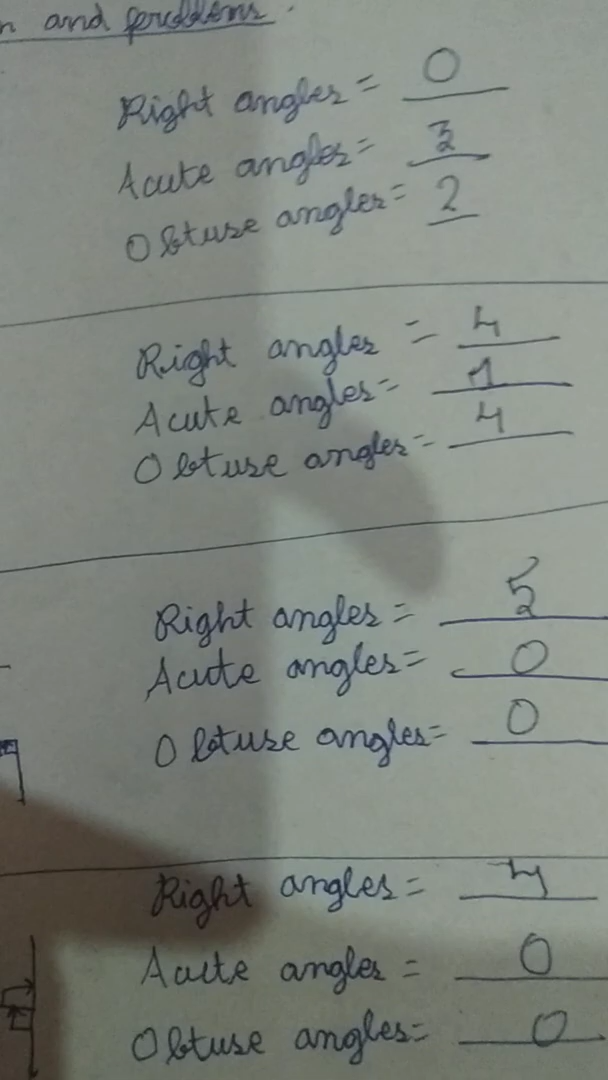 n and problems.
Right angles = 0
Acute angles = 3
Obtuse angles = 2
Right angles = 4
Acute angles = 1
Obtuse angles = 4
Right angles = 5
Acute angles = 0
Obtuse angles = 0
Right angles = 4
Acute angles = 0
Obtuse angles = 0